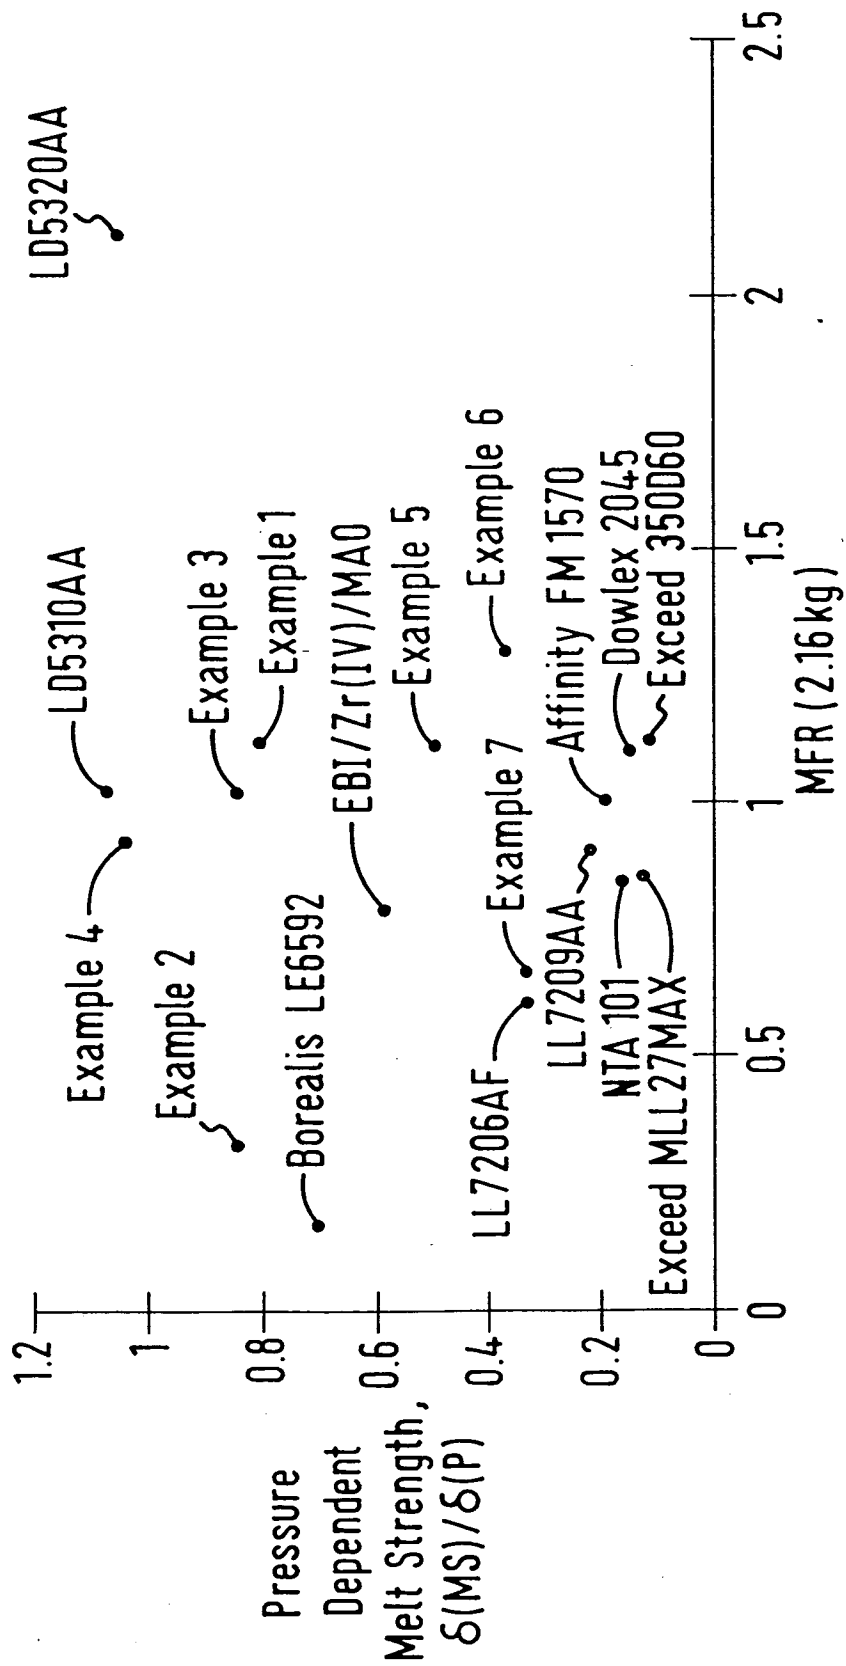 Pressure
Dependent
Melt Strength,
δ(MS)/δ(P)
1.2
1
0.8
0.6
0.4
0.2
0
LD5320AA
LD5310AA
Example 4
Example 3
Example 2
Example 1
Borealis LE6592
EBI/Zr(IV)/MAO
Example 5
Example 6
Example 7
LL7206AF
Affinity FM1570
LL7209AA
Dowlex 2045
NTA 101
Exceed 350D60
Exceed MLL27MAX
0
0.5
1
1.5
2
2.5
MFR (2.16kg)